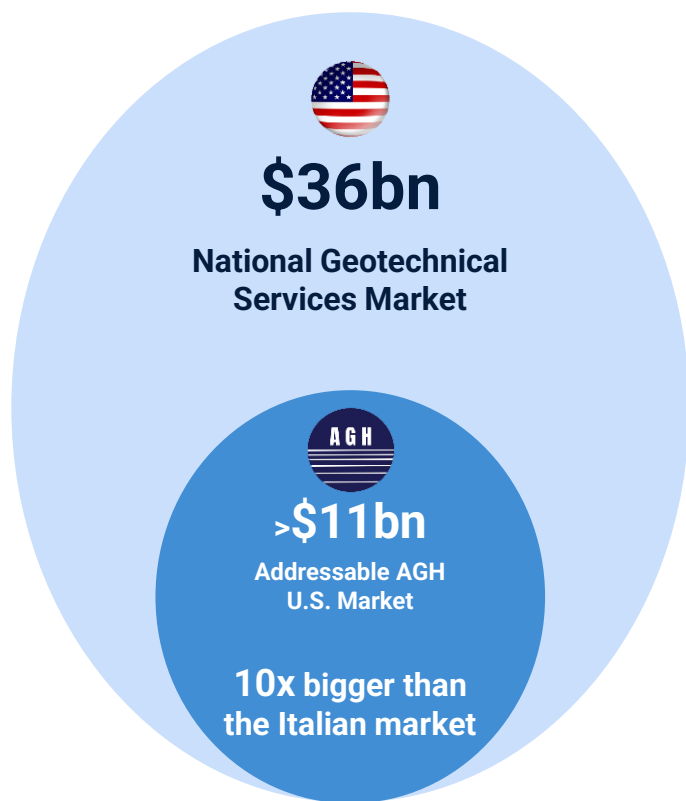 $36bn
National Geotechnical
Services Market
AGH
>$11bn
Addressable AGH
U.S. Market
10x bigger than
the Italian market